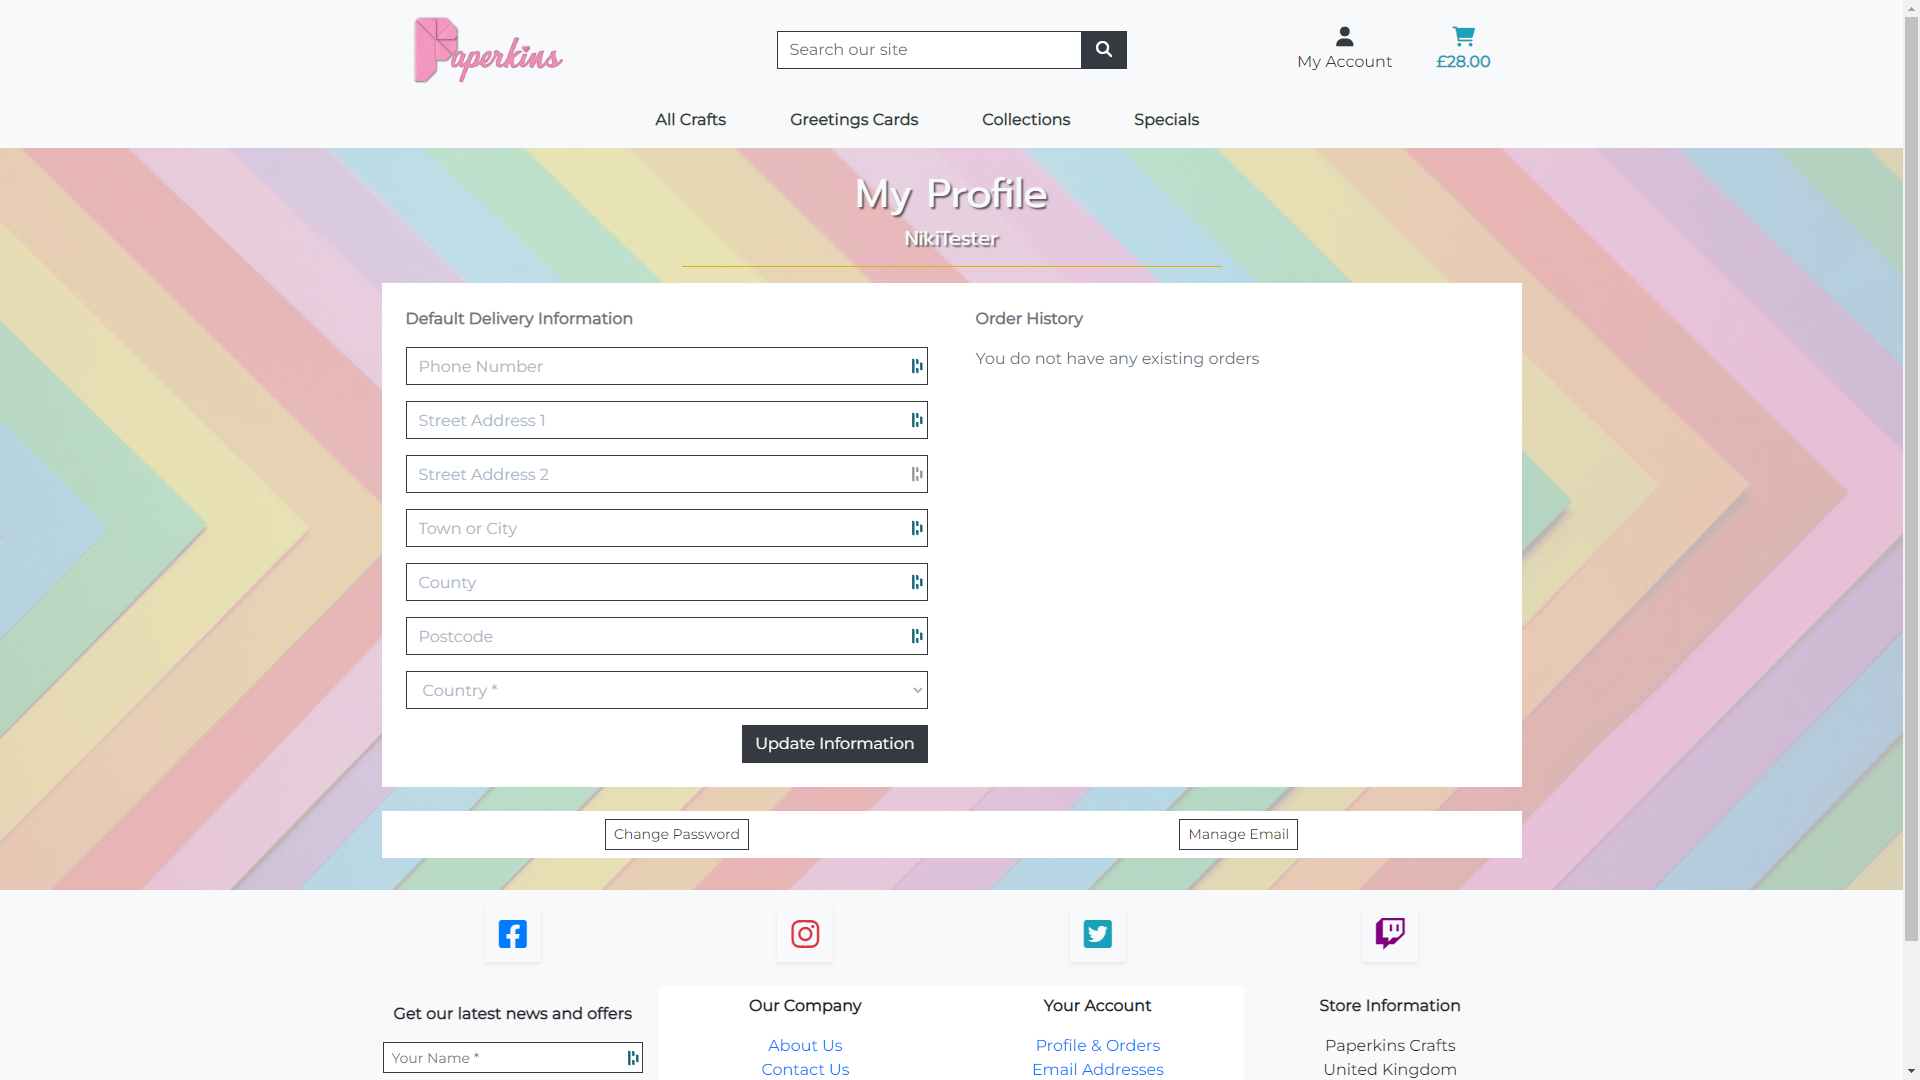 Paperkins
Search our site
My Account
£28.00
All Crafts
Greetings Cards
Collections
Specials
My Profile
NikiTester
Default Delivery Information
Phone Number
Street Address 1
Street Address 2
Town or City
County
Postcode
Country *
Update Information
Order History
You do not have any existing orders
Change Password
Manage Email
Get our latest news and offers
Your Name *
Our Company
About Us
Contact Us
Your Account
Profile & Orders
Email Addresses
Store Information
Paperkins Crafts
United Kingdom